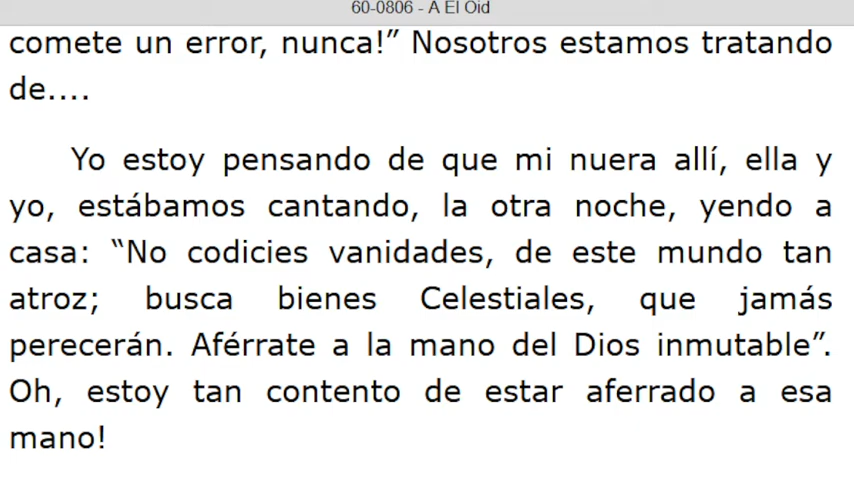 60-0806 - A Él Oíd
comete un error, nunca!” Nosotros estamos tratando
de....
Yo estoy pensando de que mi nuera allí, ella y
yo, estábamos cantando, la otra noche, yendo a
casa: “No codicies vanidades, de este mundo tan
atroz; busca bienes Celestiales, que jamás
perecerán. Aférrate a la mano del Dios inmutable”.
Oh, estoy tan contento de estar aferrado a esa
mano!